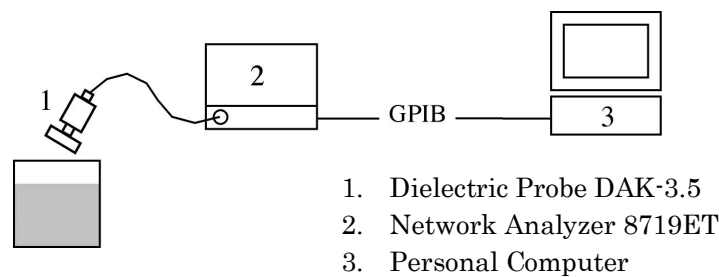 1
2
GPIB
3
1. Dielectric Probe DAK-3.5
2. Network Analyzer 8719ET
3. Personal Computer